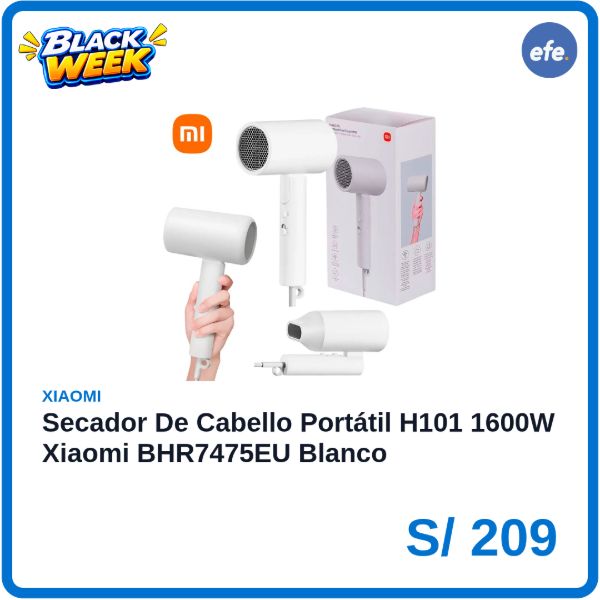 BLACK
WEEK
efe.
XIAOMI
Secador De Cabello Portátil H101 1600W
Xiaomi BHR7475EU Blanco
S/ 209